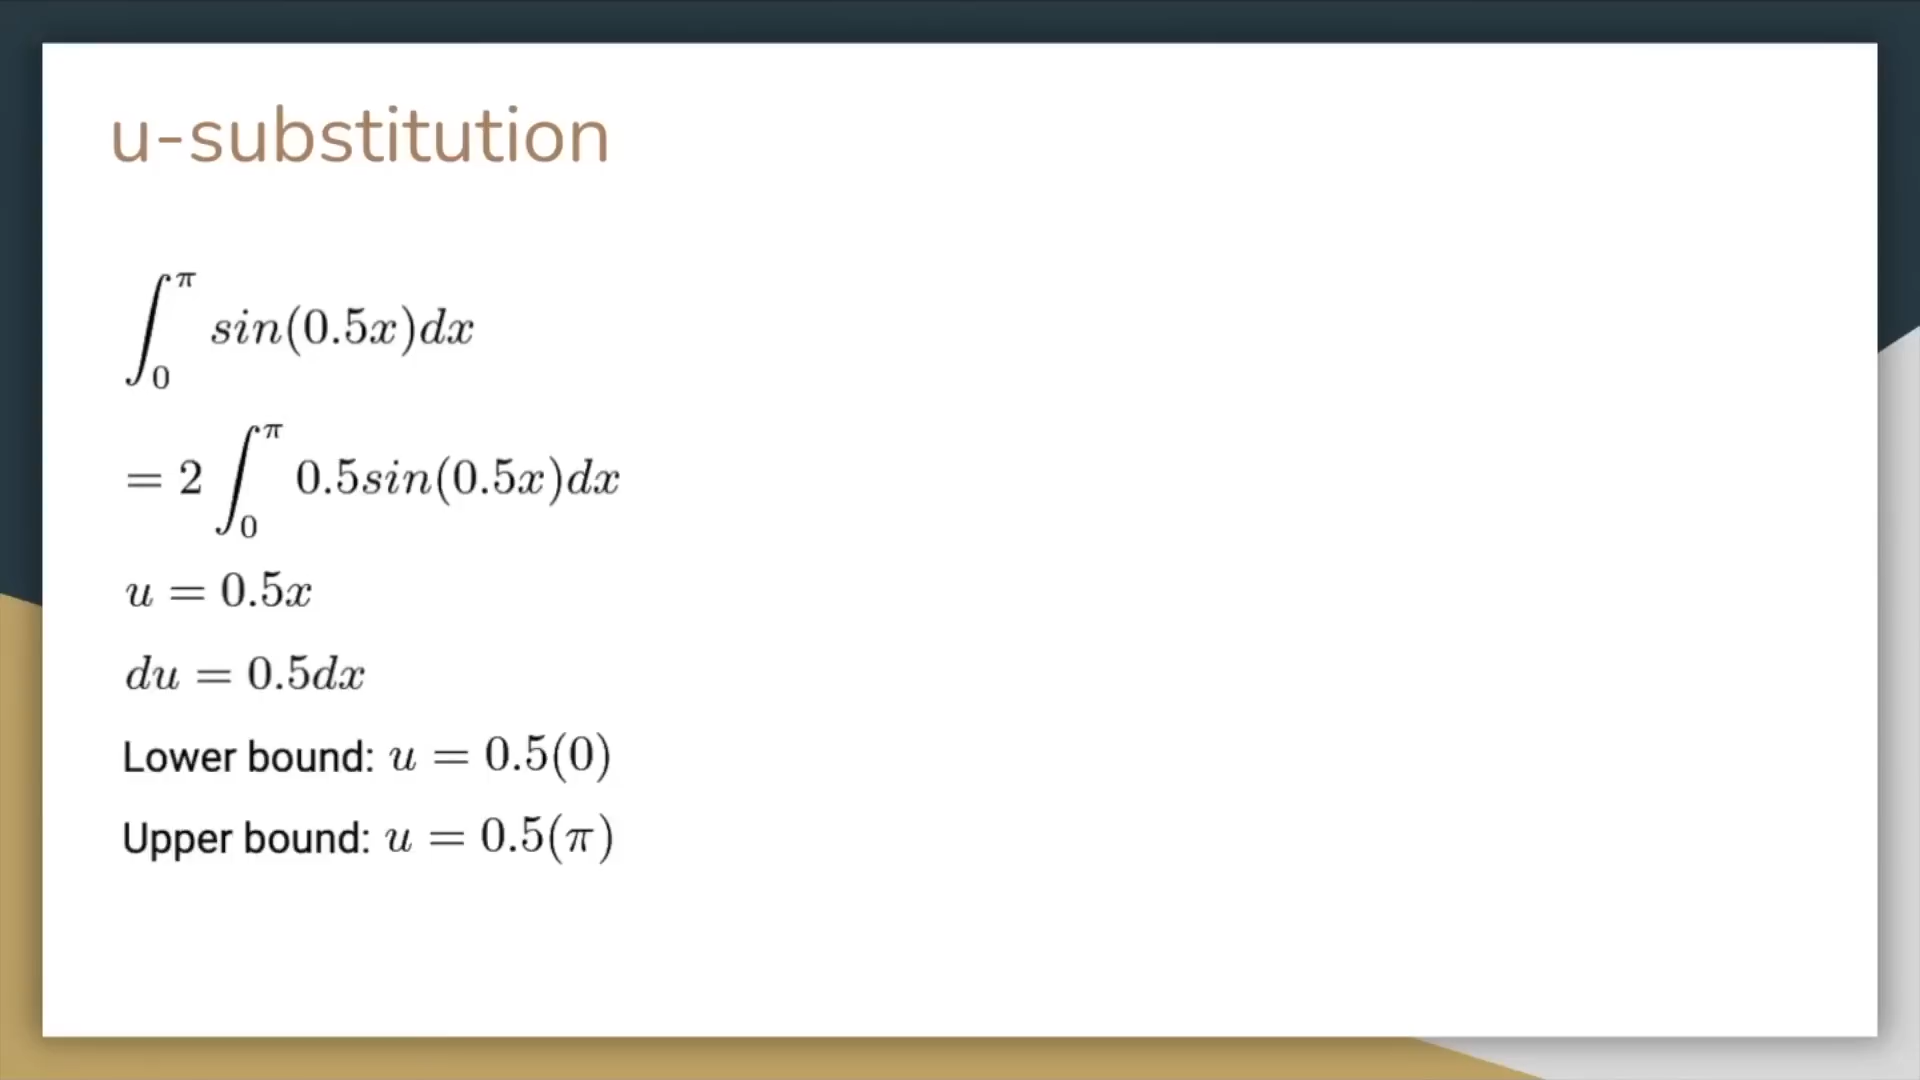 u-substitution
∫₀^π sin(0.5x)dx
= 2 ∫₀^π 0.5sin(0.5x)dx
u = 0.5x
du = 0.5dx
Lower bound: u = 0.5(0)
Upper bound: u = 0.5(π)